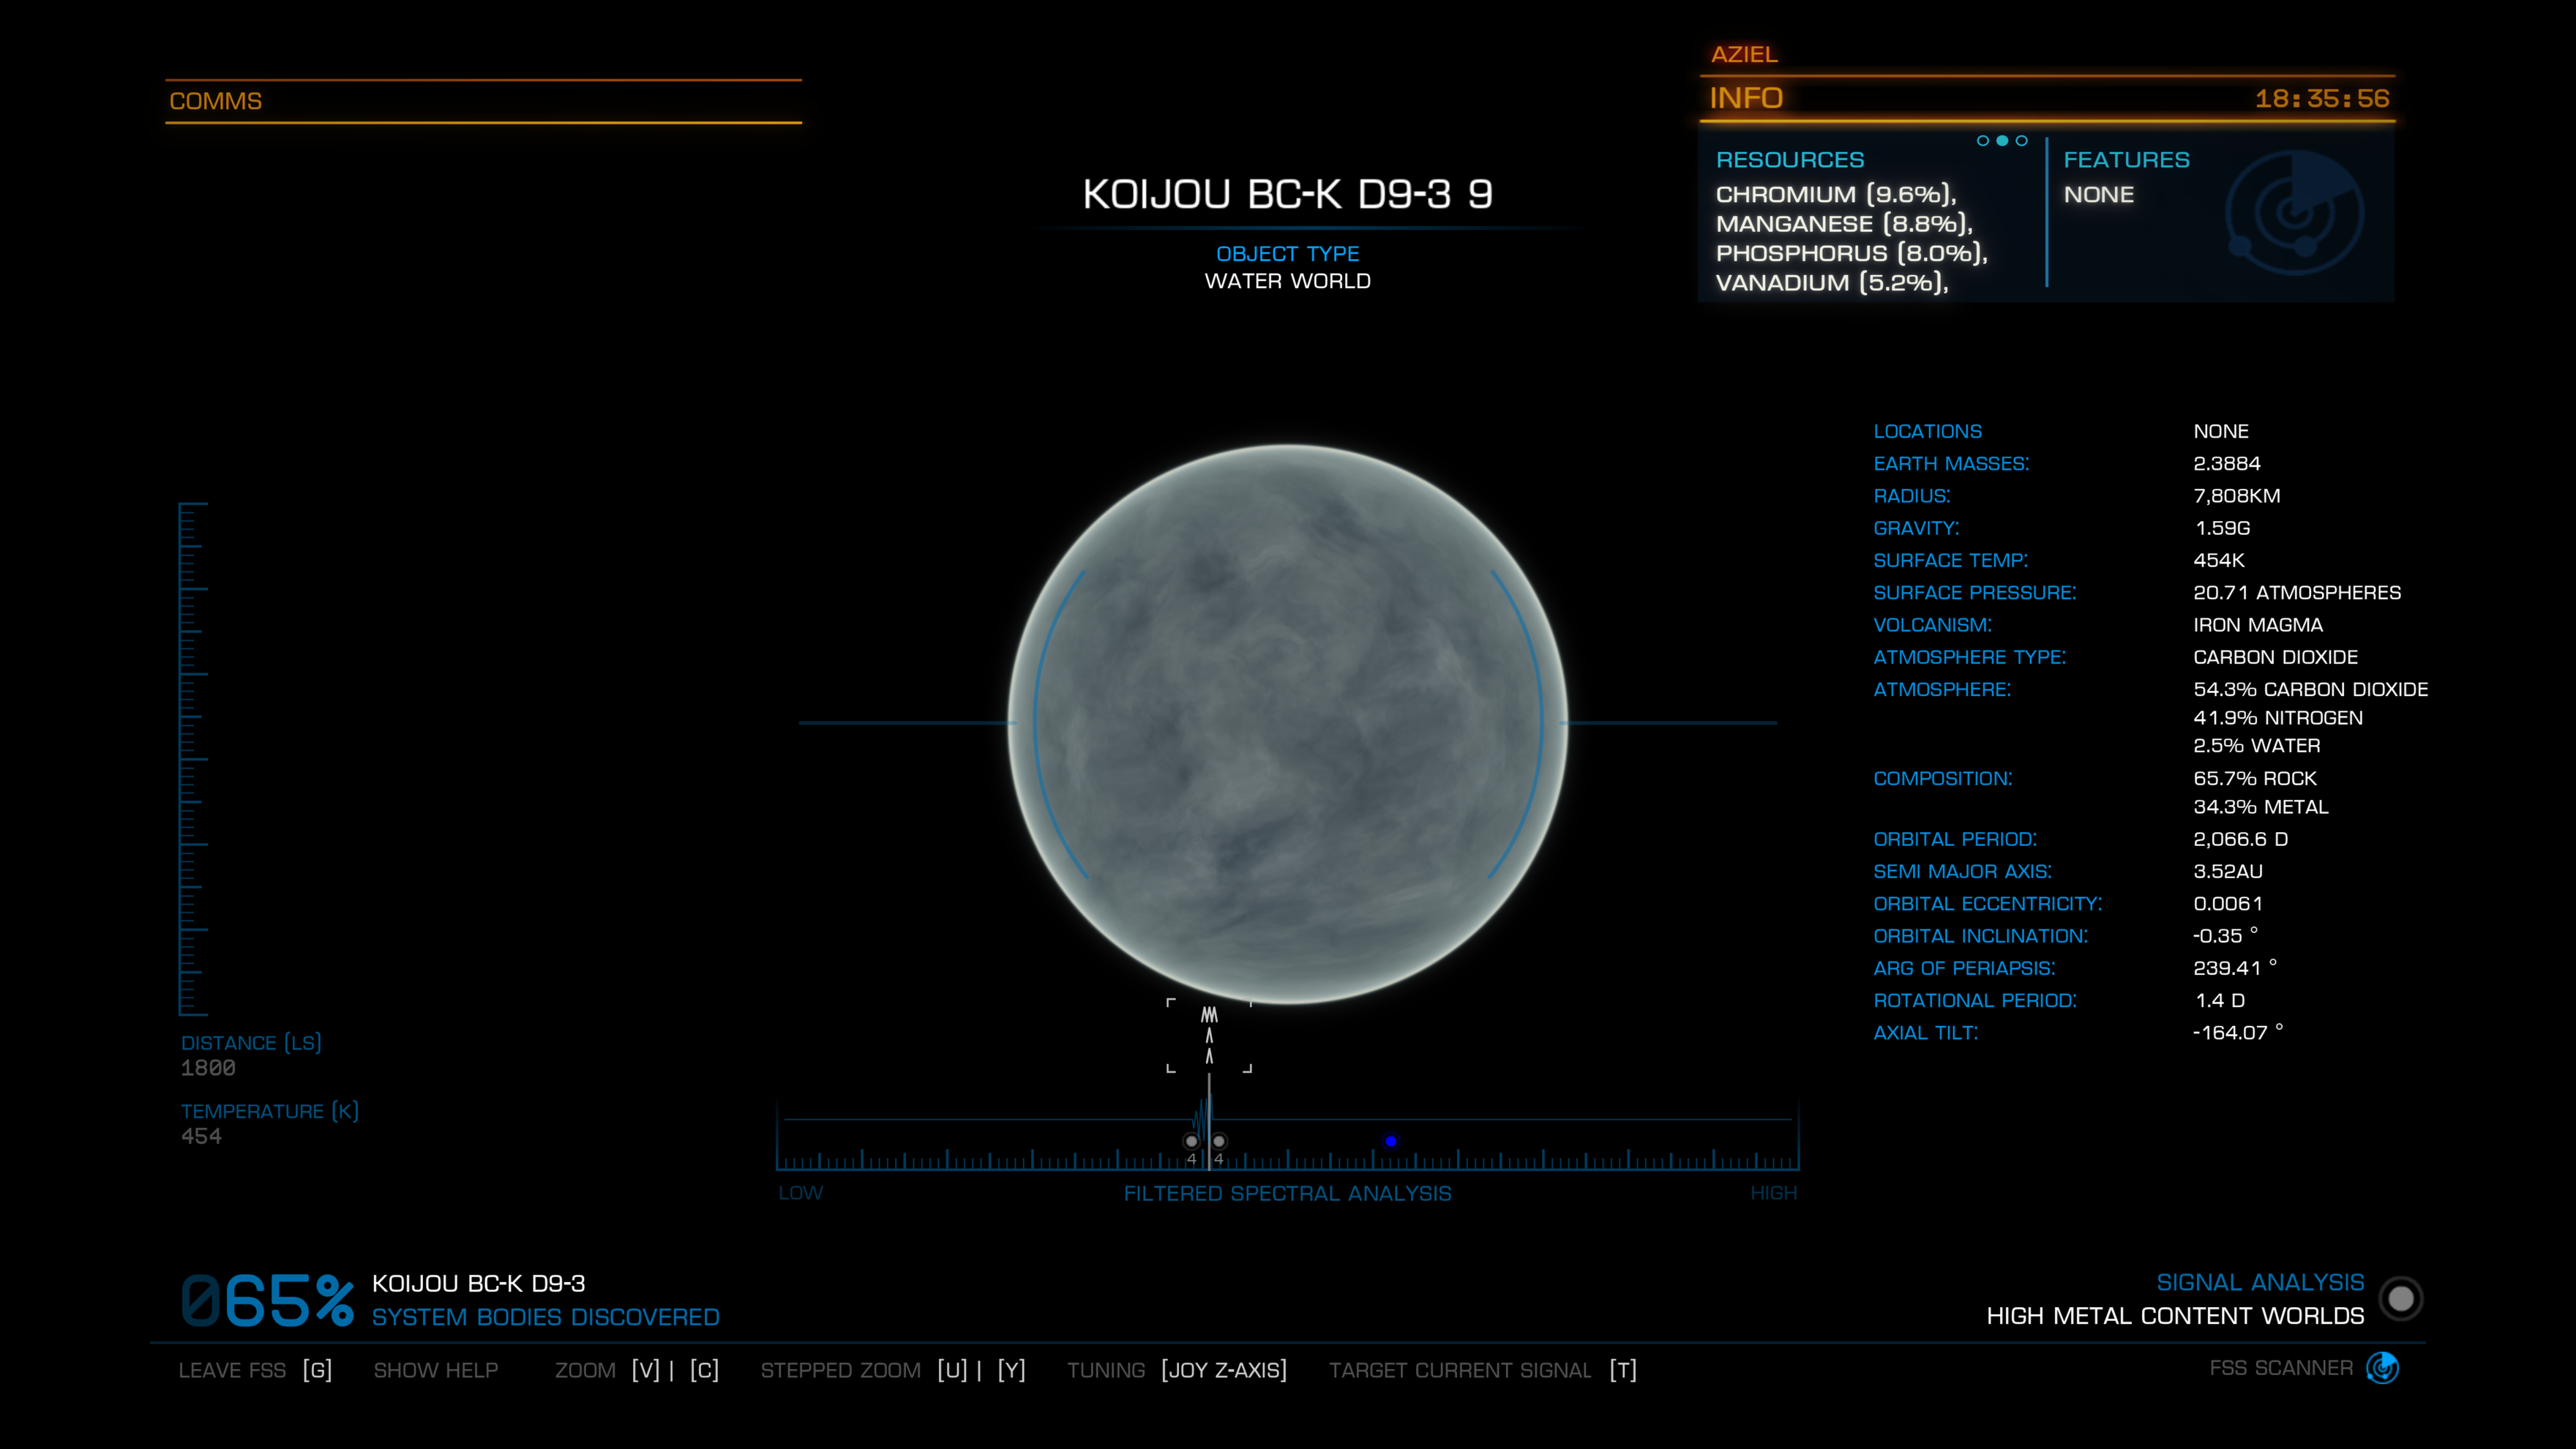 COMMS
AZIEL
INFO 18:35:56
RESOURCES
CHROMIUM (9.6%),
MANGANESE (8.8%),
PHOSPHORUS (8.0%),
VANADIUM (5.2%),
FEATURES
NONE
KOIJOU BC-K D9-3 9
OBJECT TYPE
WATER WORLD
LOCATIONS NONE
EARTH MASSES: 2.3884
RADIUS: 7,808KM
GRAVITY: 1.59G
SURFACE TEMP: 454K
SURFACE PRESSURE: 20.71 ATMOSPHERES
VOLCANISM: IRON MAGMA
ATMOSPHERE TYPE: CARBON DIOXIDE
ATMOSPHERE: 54.3% CARBON DIOXIDE
41.9% NITROGEN
2.5% WATER
COMPOSITION: 65.7% ROCK
34.3% METAL
ORBITAL PERIOD: 2,066.6 D
SEMI MAJOR AXIS: 3.52AU
ORBITAL ECCENTRICITY: 0.0061
ORBITAL INCLINATION: -0.35 °
ARG OF PERIAPSIS: 239.41 °
ROTATIONAL PERIOD: 1.4 D
AXIAL TILT: -164.07 °
DISTANCE (LS)
1800
TEMPERATURE (K)
454
4 4
LOW FILTERED SPECTRAL ANALYSIS HIGH
065% KOIJOU BC-K D9-3
SYSTEM BODIES DISCOVERED
SIGNAL ANALYSIS
HIGH METAL CONTENT WORLDS
LEAVE FSS [G] SHOW HELP ZOOM [V] | [C] STEPPED ZOOM [U] | [Y] TUNING [JOY Z-AXIS] TARGET CURRENT SIGNAL [T] FSS SCANNER